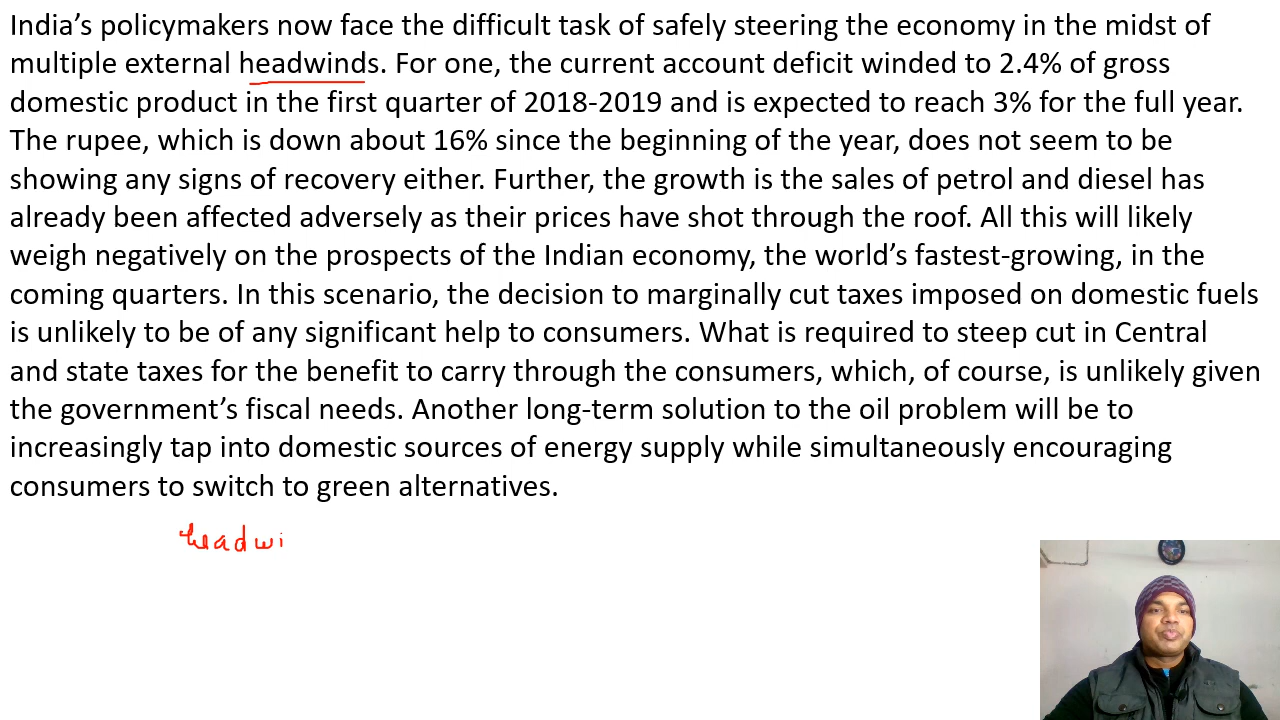 India’s policymakers now face the difficult task of safely steering the economy in the midst of
multiple external headwinds. For one, the current account deficit winded to 2.4% of gross
domestic product in the first quarter of 2018-2019 and is expected to reach 3% for the full year.
The rupee, which is down about 16% since the beginning of the year, does not seem to be
showing any signs of recovery either. Further, the growth is the sales of petrol and diesel has
already been affected adversely as their prices have shot through the roof. All this will likely
weigh negatively on the prospects of the Indian economy, the world’s fastest-growing, in the
coming quarters. In this scenario, the decision to marginally cut taxes imposed on domestic fuels
is unlikely to be of any significant help to consumers. What is required to steep cut in Central
and state taxes for the benefit to carry through the consumers, which, of course, is unlikely given
the government’s fiscal needs. Another long-term solution to the oil problem will be to
increasingly tap into domestic sources of energy supply while simultaneously encouraging
consumers to switch to green alternatives.
headwi